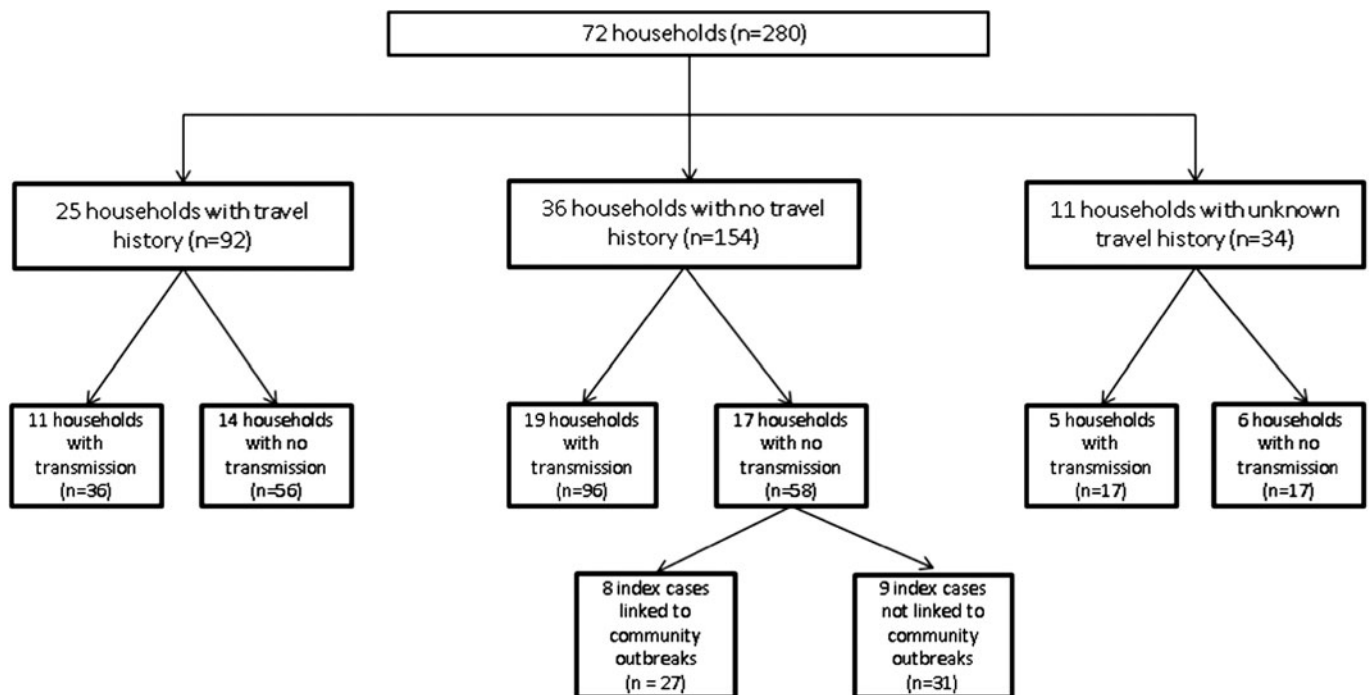 72 households (n=280)
25 households with travel
history (n=92)
36 households with no travel
history (n=154)
11 households with unknown
travel history (n=34)
11 households
with
transmission
(n=36)
14 households
with no
transmission
(n=56)
19 households
with
transmission
(n=96)
17 households
with no
transmission
(n=58)
5 households
with
transmission
(n=17)
6 households
with no
transmission
(n=17)
8 index cases
linked to
community
outbreaks
(n = 27)
9 index cases
not linked to
community
outbreaks
(n=31)